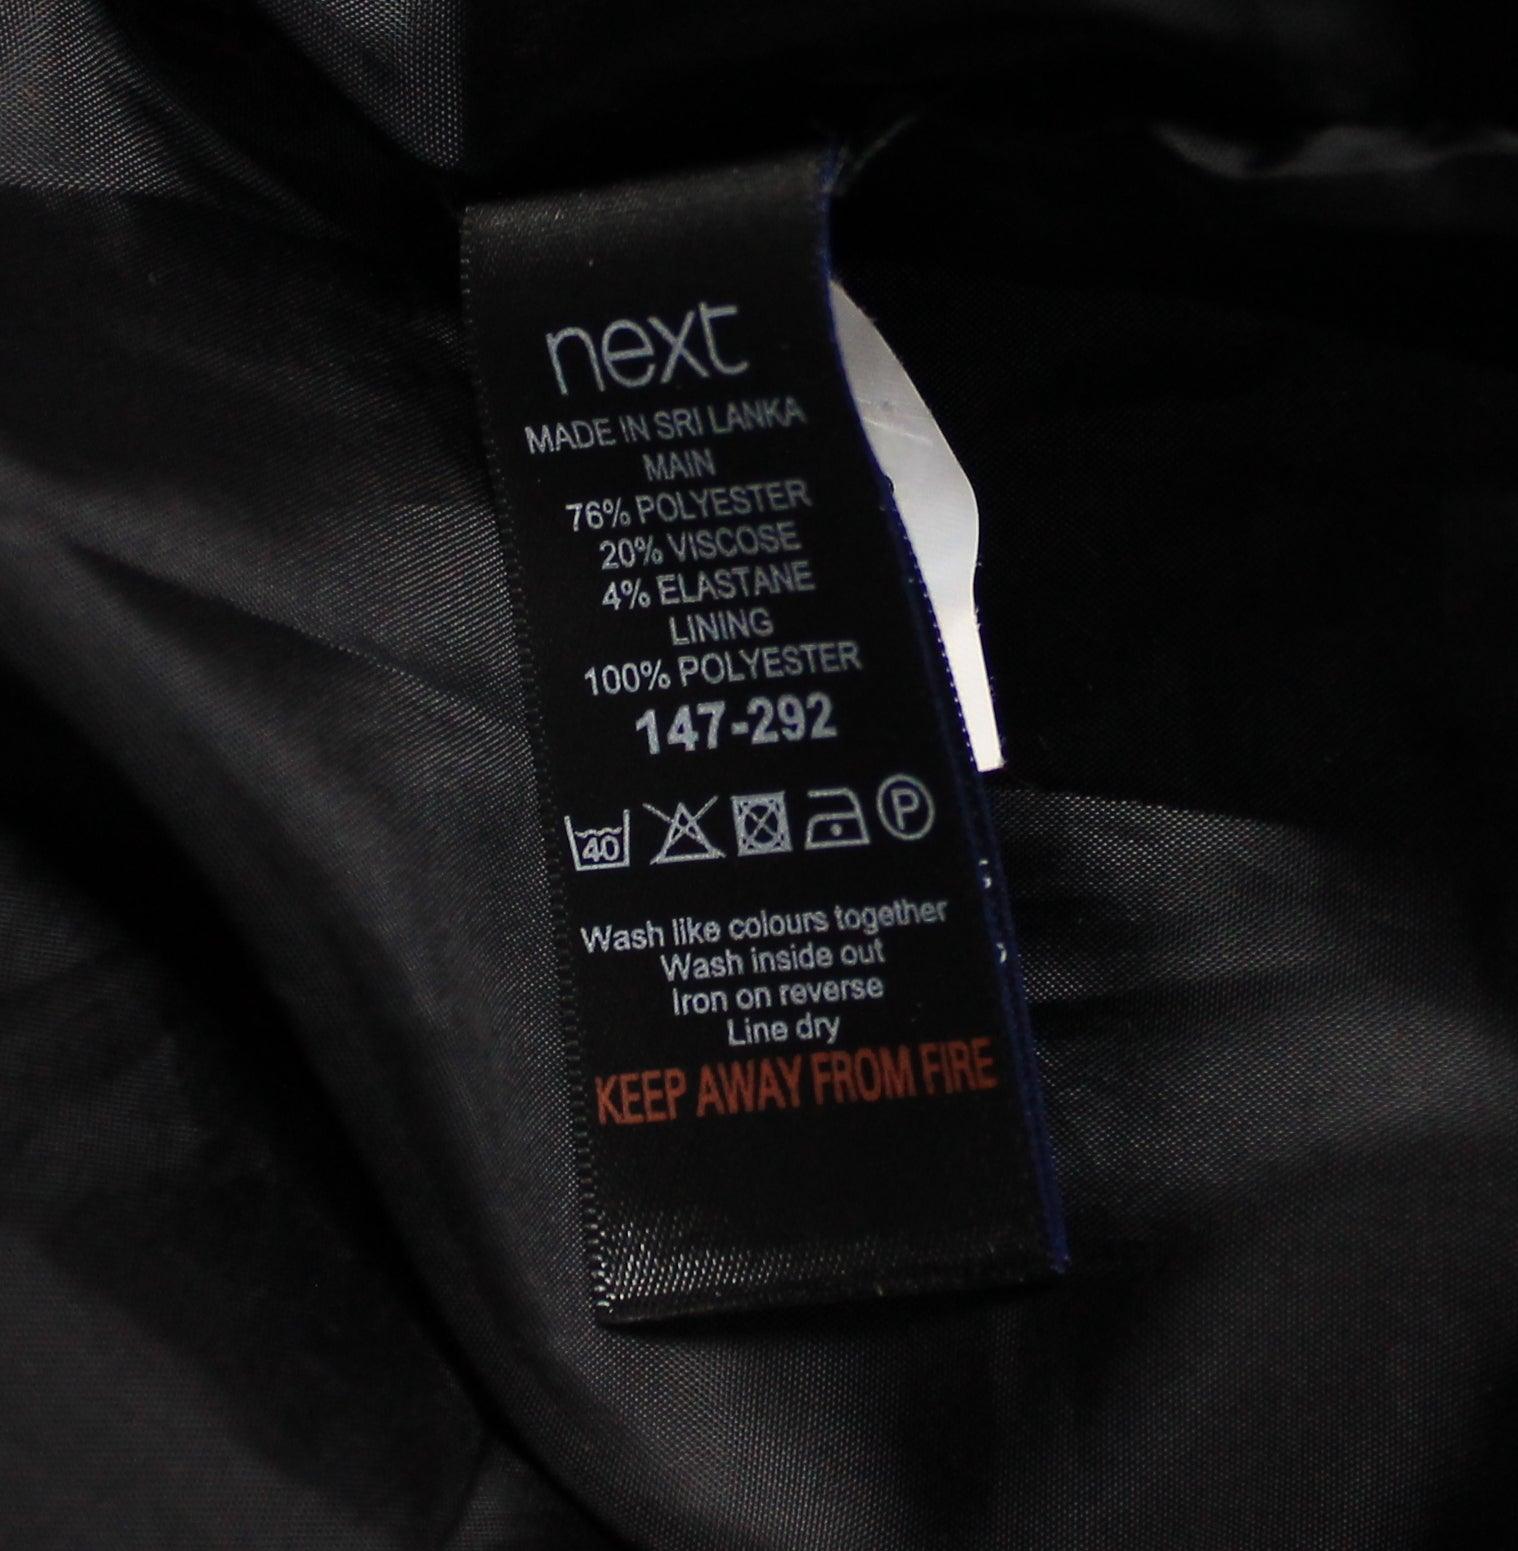 next
MADE IN SRI LANKA
MAIN
76% POLYESTER
20% VISCOSE
4% ELASTANE
LINING
100% POLYESTER
147-292
40 P
Wash like colours together
Wash inside out
Iron on reverse
Line dry
KEEP AWAY FROM FIRE